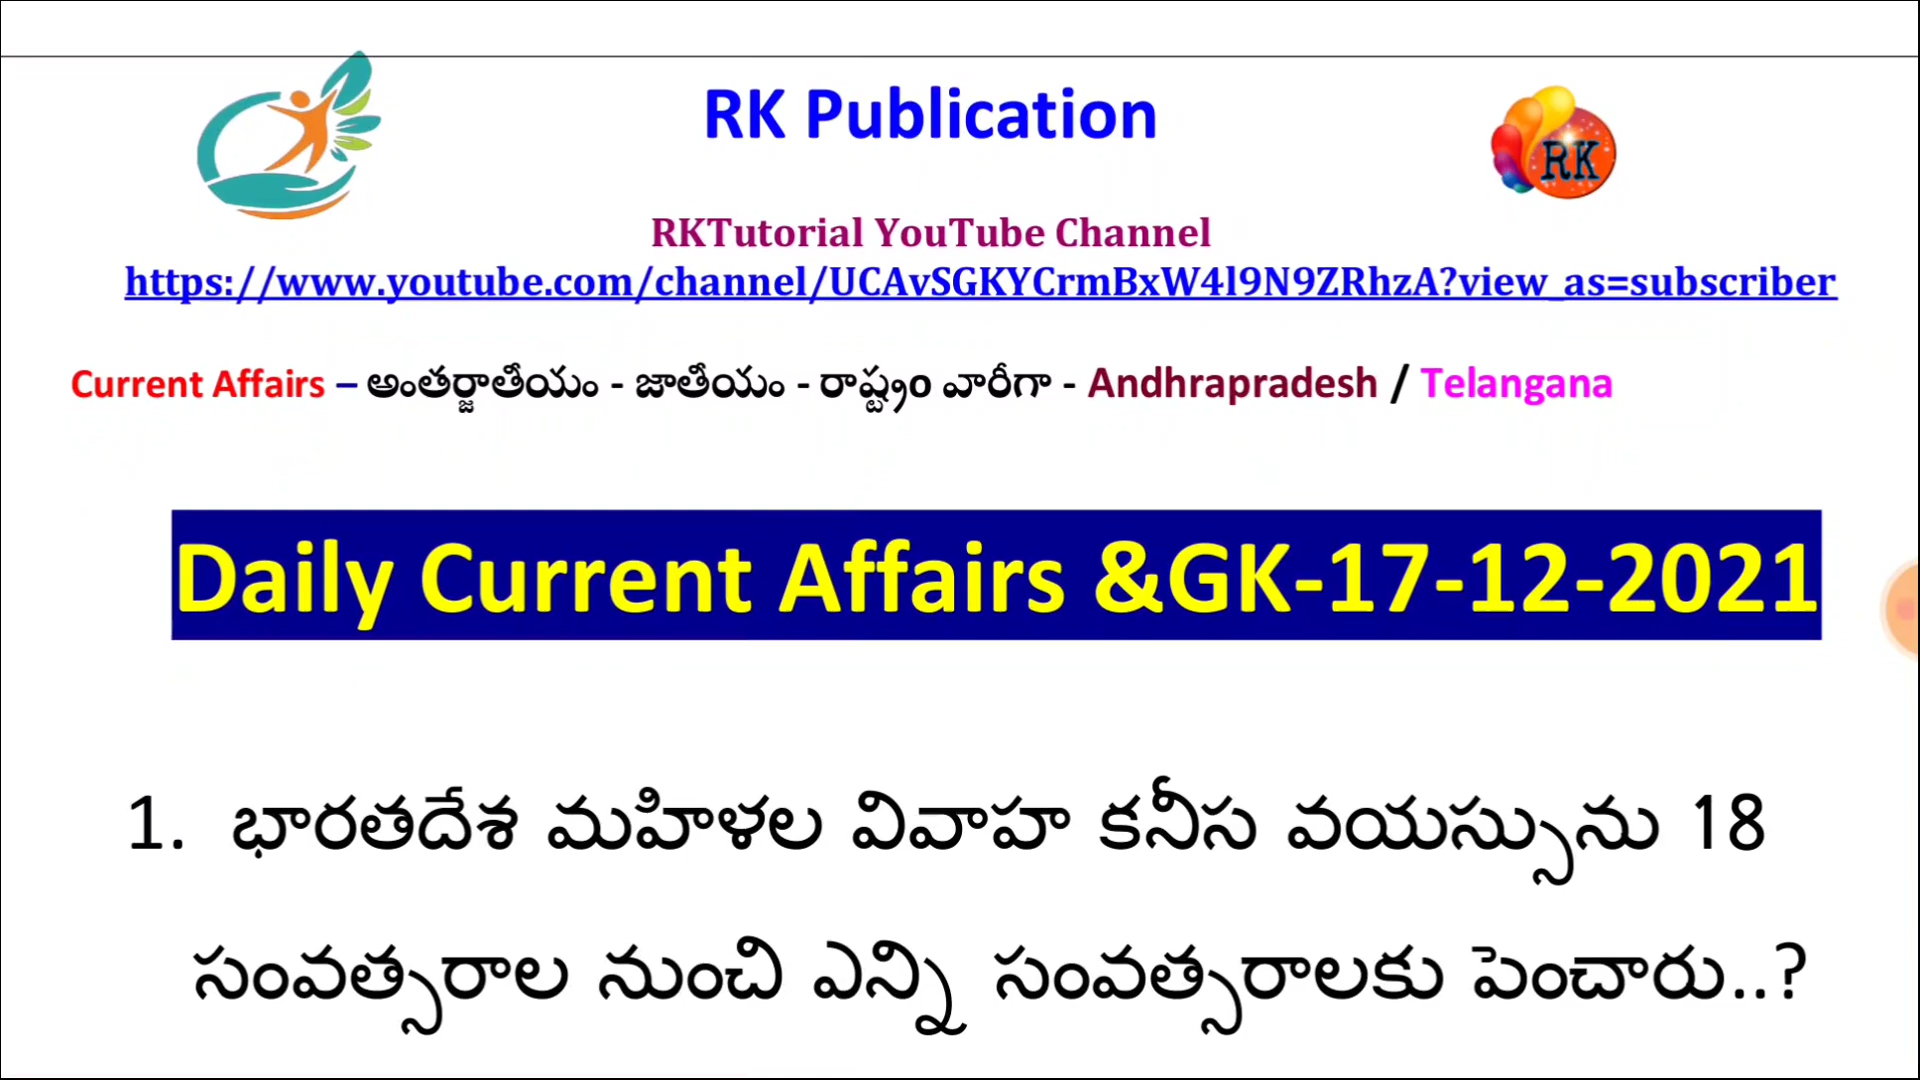 RK Publication
RK
RKTutorial YouTube Channel
https://www.youtube.com/channel/UCAvSGKYCrmBxW4l9N9ZRhzA?view_as=subscriber
Current Affairs – అంతర్జాతీయం - జాతీయం - రాష్ట్రం వారీగా - Andhrapradesh / Telangana
Daily Current Affairs &GK-17-12-2021
1. భారతదేశ మహిళల వివాహ కనీస వయస్సును 18
సంవత్సరాల నుంచి ఎన్ని సంవత్సరాలకు పెంచారు..?